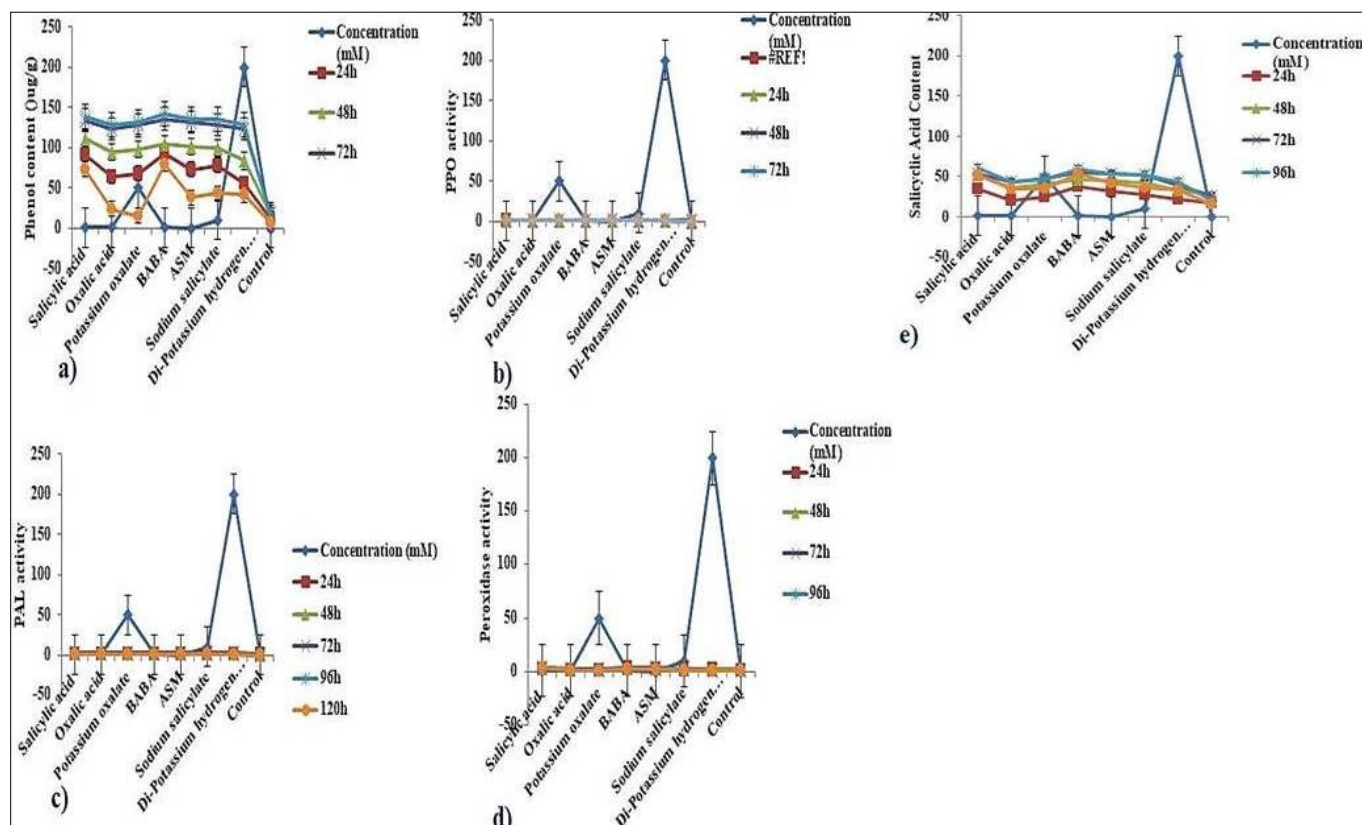 250
200
150
100
50
0
-50
Phenol content (µg/g)
Salicylic acid
Oxalic acid
Potassium oxalate
BABA
ASM
Sodium salicylate
Di-Potassium hydrogen…
Control
Concentration
(mM)
24h
48h
72h
a)
250
200
150
100
50
0
-50
PPO activity
Salicylic acid
Oxalic acid
Potassium oxalate
BABA
ASM
Sodium salicylate
Di-Potassium hydrogen…
Control
Concentration
(mM)
#REF!
24h
48h
72h
b)
250
200
150
100
50
0
-50
Salicyclic Acid Content
Salicylic acid
Oxalic acid
Potassium oxalate
BABA
ASM
Sodium salicylate
Di-Potassium hydrogen….
Control
Concentration
(mM)
24h
48h
72h
96h
e)
250
200
150
100
50
0
-50
PAL activity
Salicylic acid
Oxalic acid
Potassium oxalate
BABA
ASM
Sodium salicylate
Di-Potassium hydrogen…
Control
Concentration (mM)
24h
48h
72h
96h
120h
c)
250
200
150
100
50
0
-50
Peroxidase activity
Salicylic acid
Oxalic acid
Potassium oxalate
BABA
ASM
Sodium salicylate
Di-Potassium hydrogen…
Control
Concentration
(mM)
24h
48h
72h
96h
d)